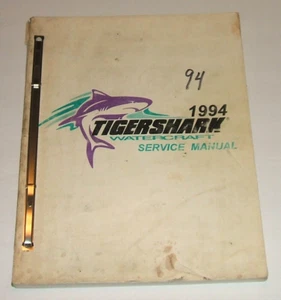 94
1994
TIGERSHARK
WATERCRAFT
SERVICE MANUAL